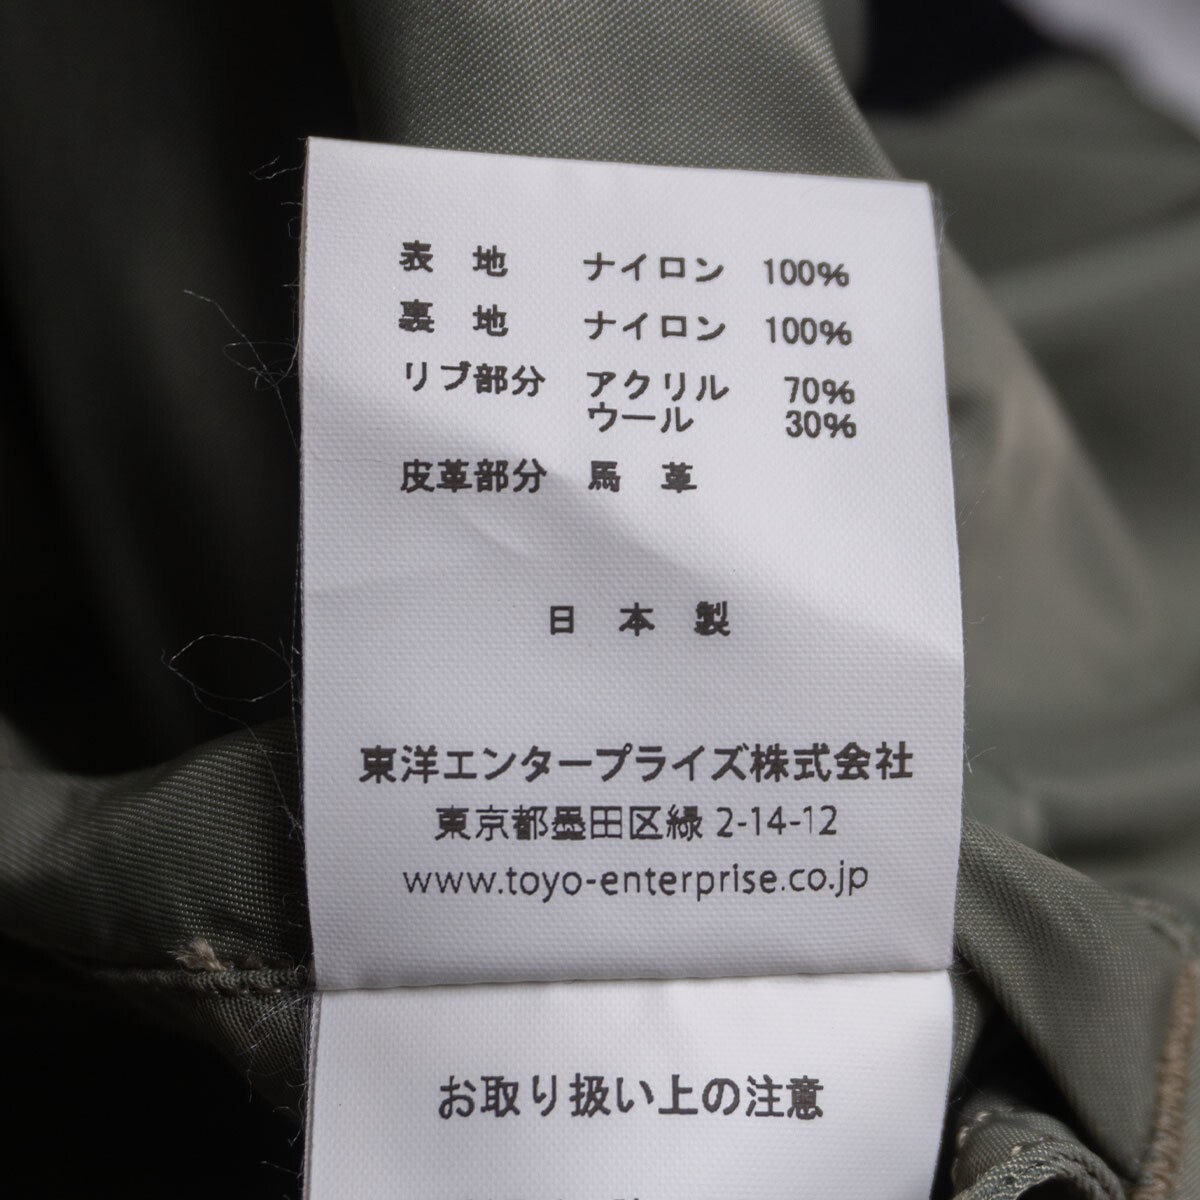 表 地 ナイロン 100%
裏 地 ナイロン 100%
リブ部分 アクリル 70%
ウール 30%
皮革部分 馬 革
日 本 製
東洋エンタープライズ株式会社
東京都墨田区緑 2-14-12
www.toyo-enterprise.co.jp
お取り扱い上の注意